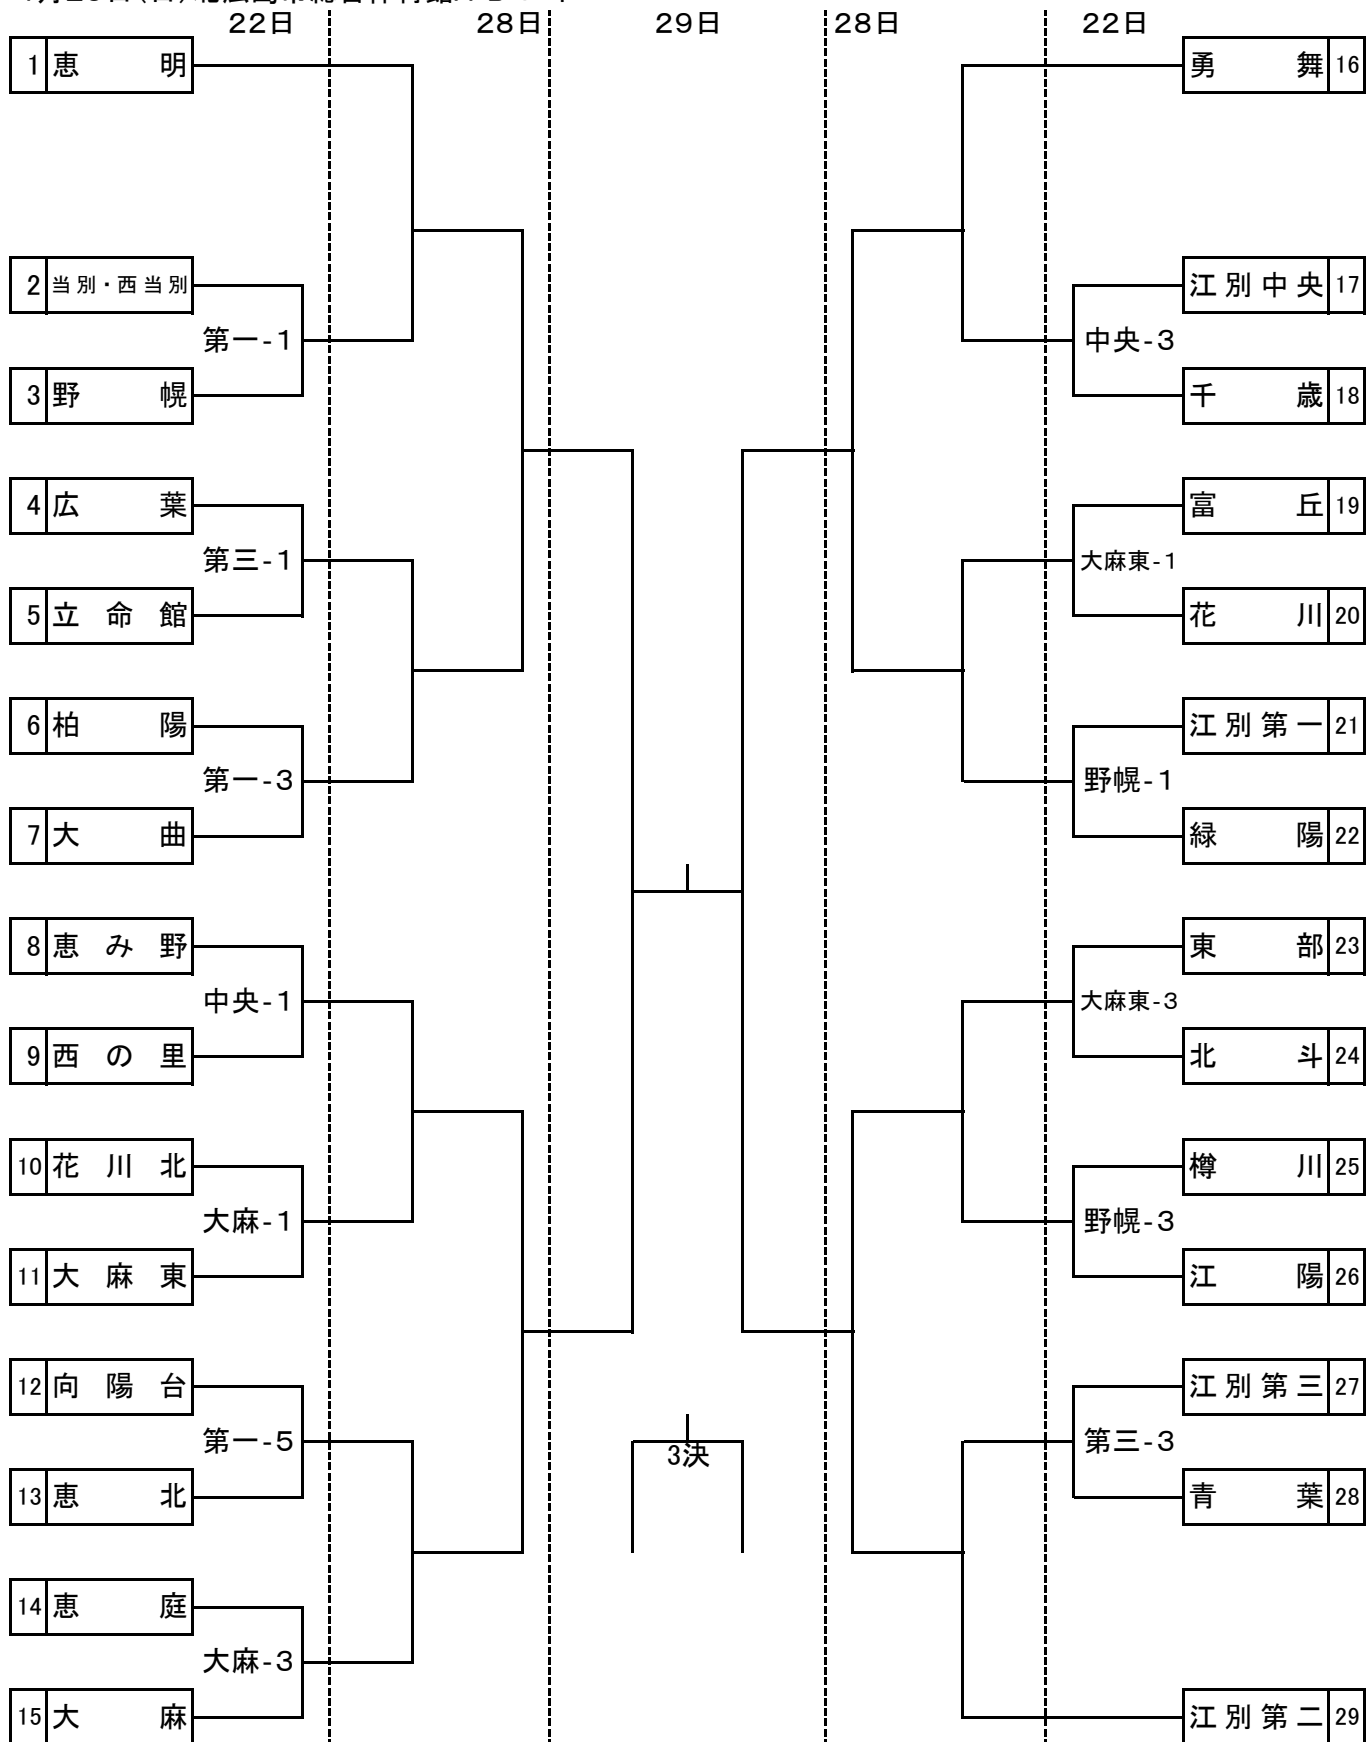 22日 28日 29日 28日 22日
1 恵明
勇舞 16
2 当別・西当別
江別中央 17
第一-1
中央-3
3 野幌
千歳 18
4 広葉
富丘 19
第三-1
大麻東-1
5 立命館
花川 20
6 柏陽
江別第一 21
第一-3
野幌-1
7 大曲
緑陽 22
8 恵み野
東部 23
中央-1
大麻東-3
9 西の里
北斗 24
10 花川北
樽川 25
大麻-1
野幌-3
11 大麻東
江陽 26
12 向陽台
江別第三 27
第一-5
第三-3
3決
13 恵北
青葉 28
14 恵庭
大麻-3
15 大麻
江別第二 29